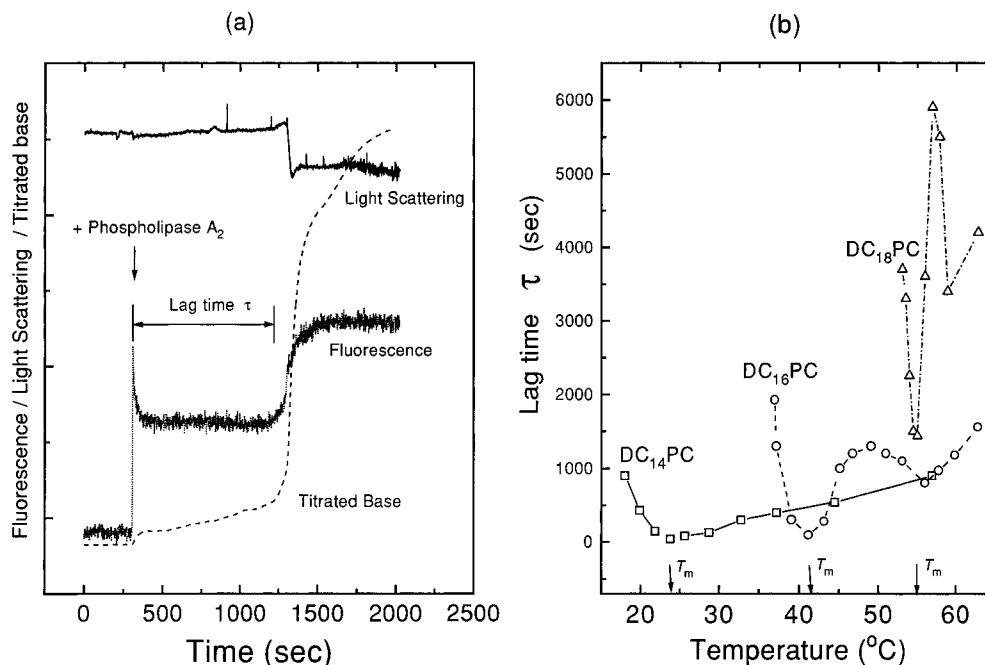 (a)
Fluorescence / Light Scattering / Titrated base
+ Phospholipase A₂
Lag time τ
Light Scattering
Fluorescence
Titrated Base
0 500 1000 1500 2000 2500
Time (sec)
(b)
Lag time τ (sec)
6000
5000
4000
3000
2000
1000
0
DC₁₈PC
DC₁₆PC
DC₁₄PC
Tₘ Tₘ Tₘ
20 30 40 50 60
Temperature (°C)